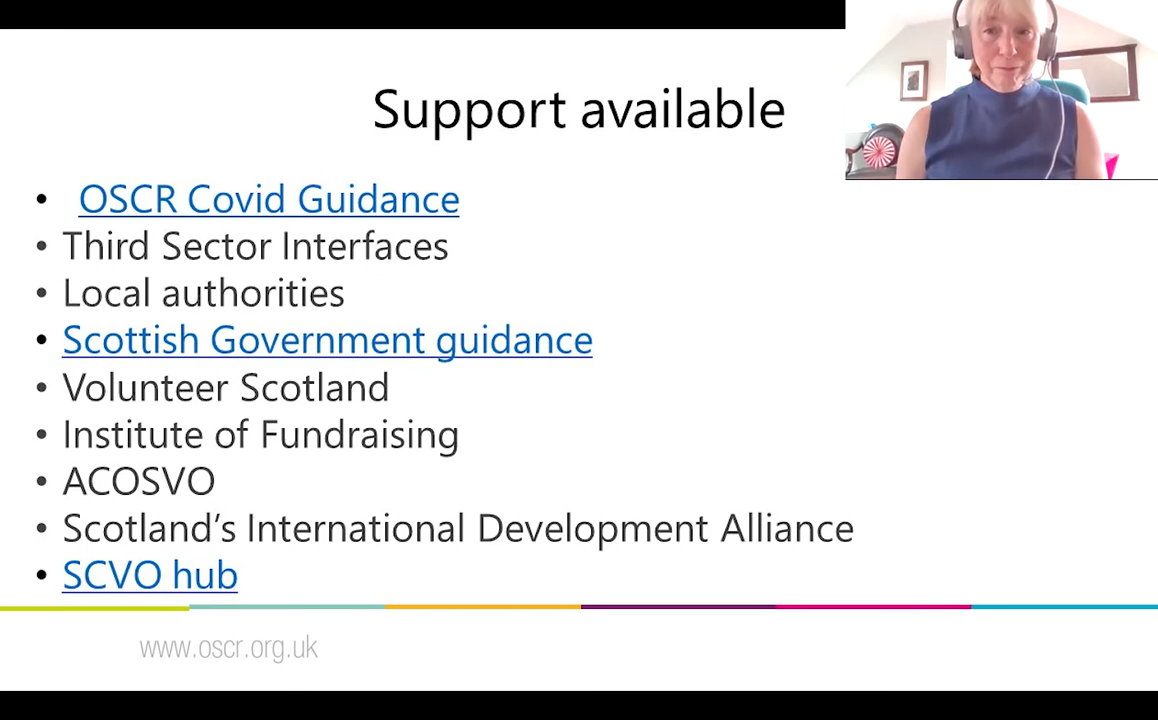 Support available
• OSCR Covid Guidance
• Third Sector Interfaces
• Local authorities
• Scottish Government guidance
• Volunteer Scotland
• Institute of Fundraising
• ACOSVO
• Scotland’s International Development Alliance
• SCVO hub
www.oscr.org.uk